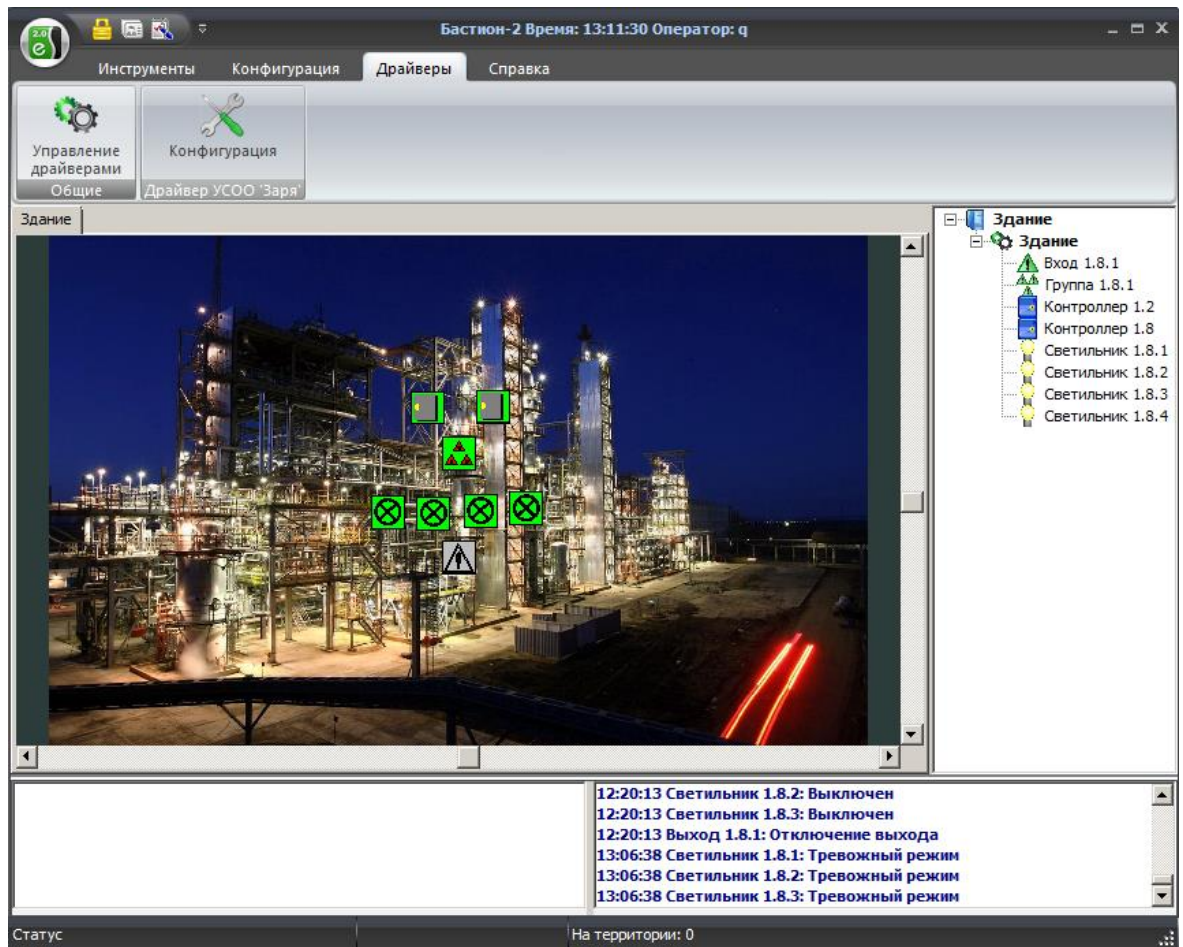 2.0
Бастион-2 Время: 13:11:30 Оператор: q
Инструменты Конфигурация Драйверы Справка
Управление драйверами
Конфигурация
Общие
Драйвер УСОО 'Заря'
Здание
Здание
Здание
Вход 1.8.1
Группа 1.8.1
Контроллер 1.2
Контроллер 1.8
Светильник 1.8.1
Светильник 1.8.2
Светильник 1.8.3
Светильник 1.8.4
12:20:13 Светильник 1.8.2: Выключен
12:20:13 Светильник 1.8.3: Выключен
12:20:13 Выход 1.8.1: Отключение выхода
13:06:38 Светильник 1.8.1: Тревожный режим
13:06:38 Светильник 1.8.2: Тревожный режим
13:06:38 Светильник 1.8.3: Тревожный режим
Статус
На территории: 0